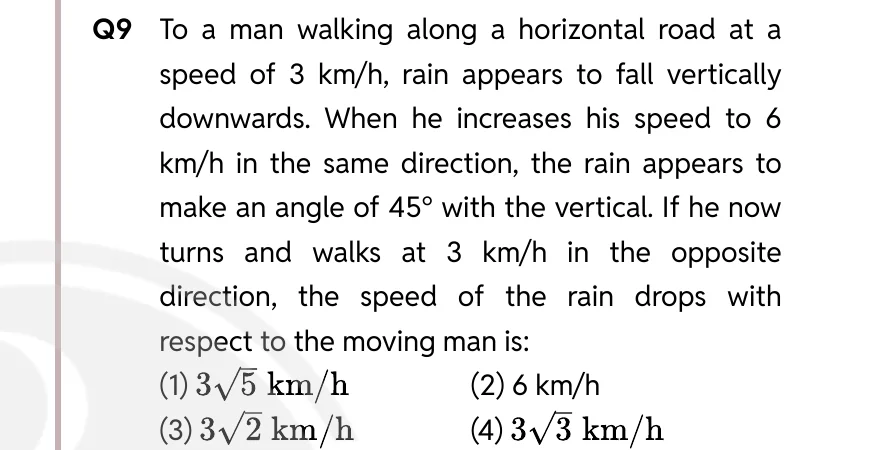 Q9 To a man walking along a horizontal road at a
speed of 3 km/h, rain appears to fall vertically
downwards. When he increases his speed to 6
km/h in the same direction, the rain appears to
make an angle of 45° with the vertical. If he now
turns and walks at 3 km/h in the opposite
direction, the speed of the rain drops with
respect to the moving man is:
(1) 3√5 km/h (2) 6 km/h
(3) 3√2 km/h (4) 3√3 km/h